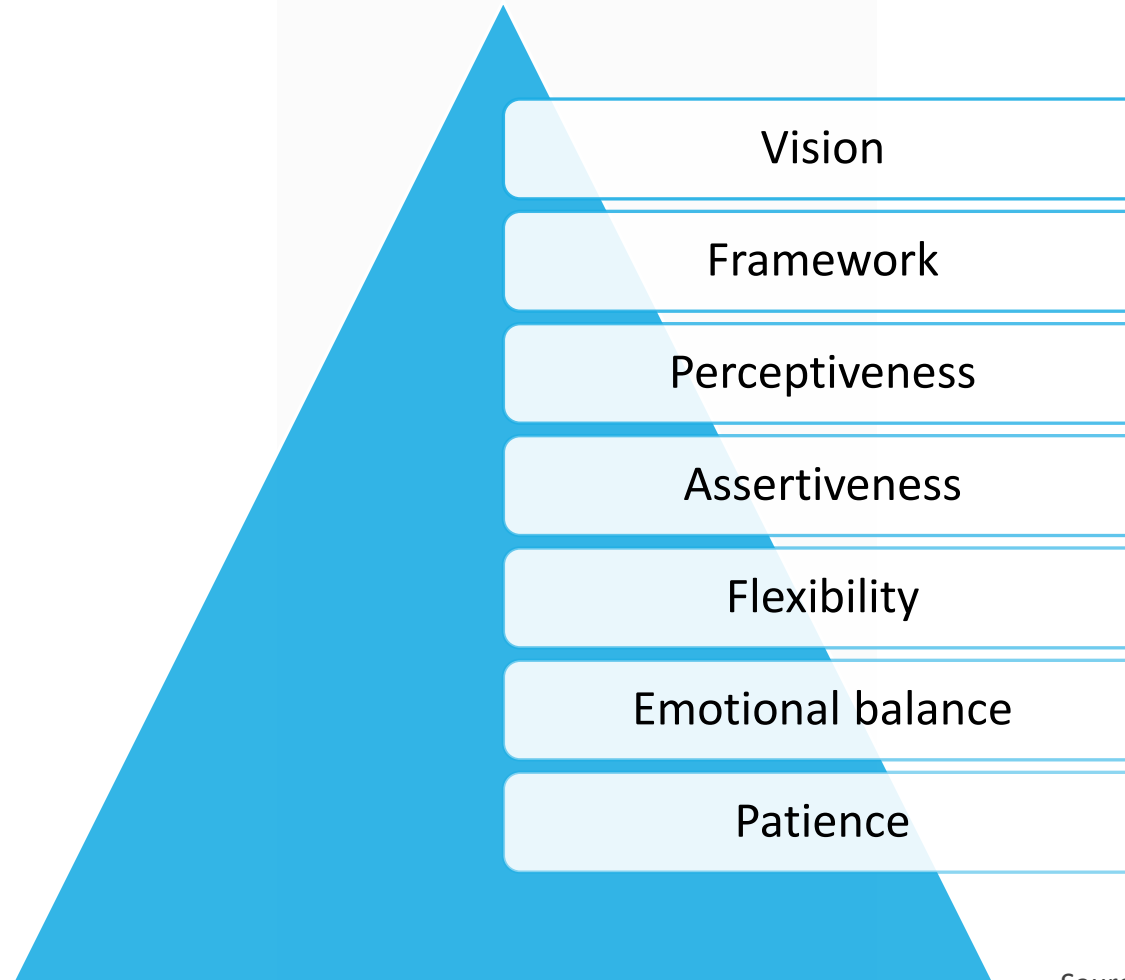 Vision
Framework
Perceptiveness
Assertiveness
Flexibility
Emotional balance
Patience